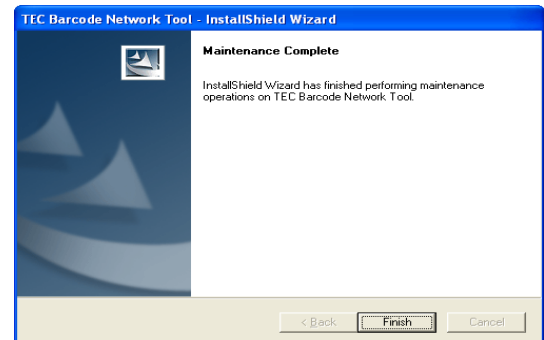 TEC Barcode Network Tool - InstallShield Wizard
Maintenance Complete
InstallShield Wizard has finished performing maintenance
operations on TEC Barcode Network Tool.
< Back Finish Cancel